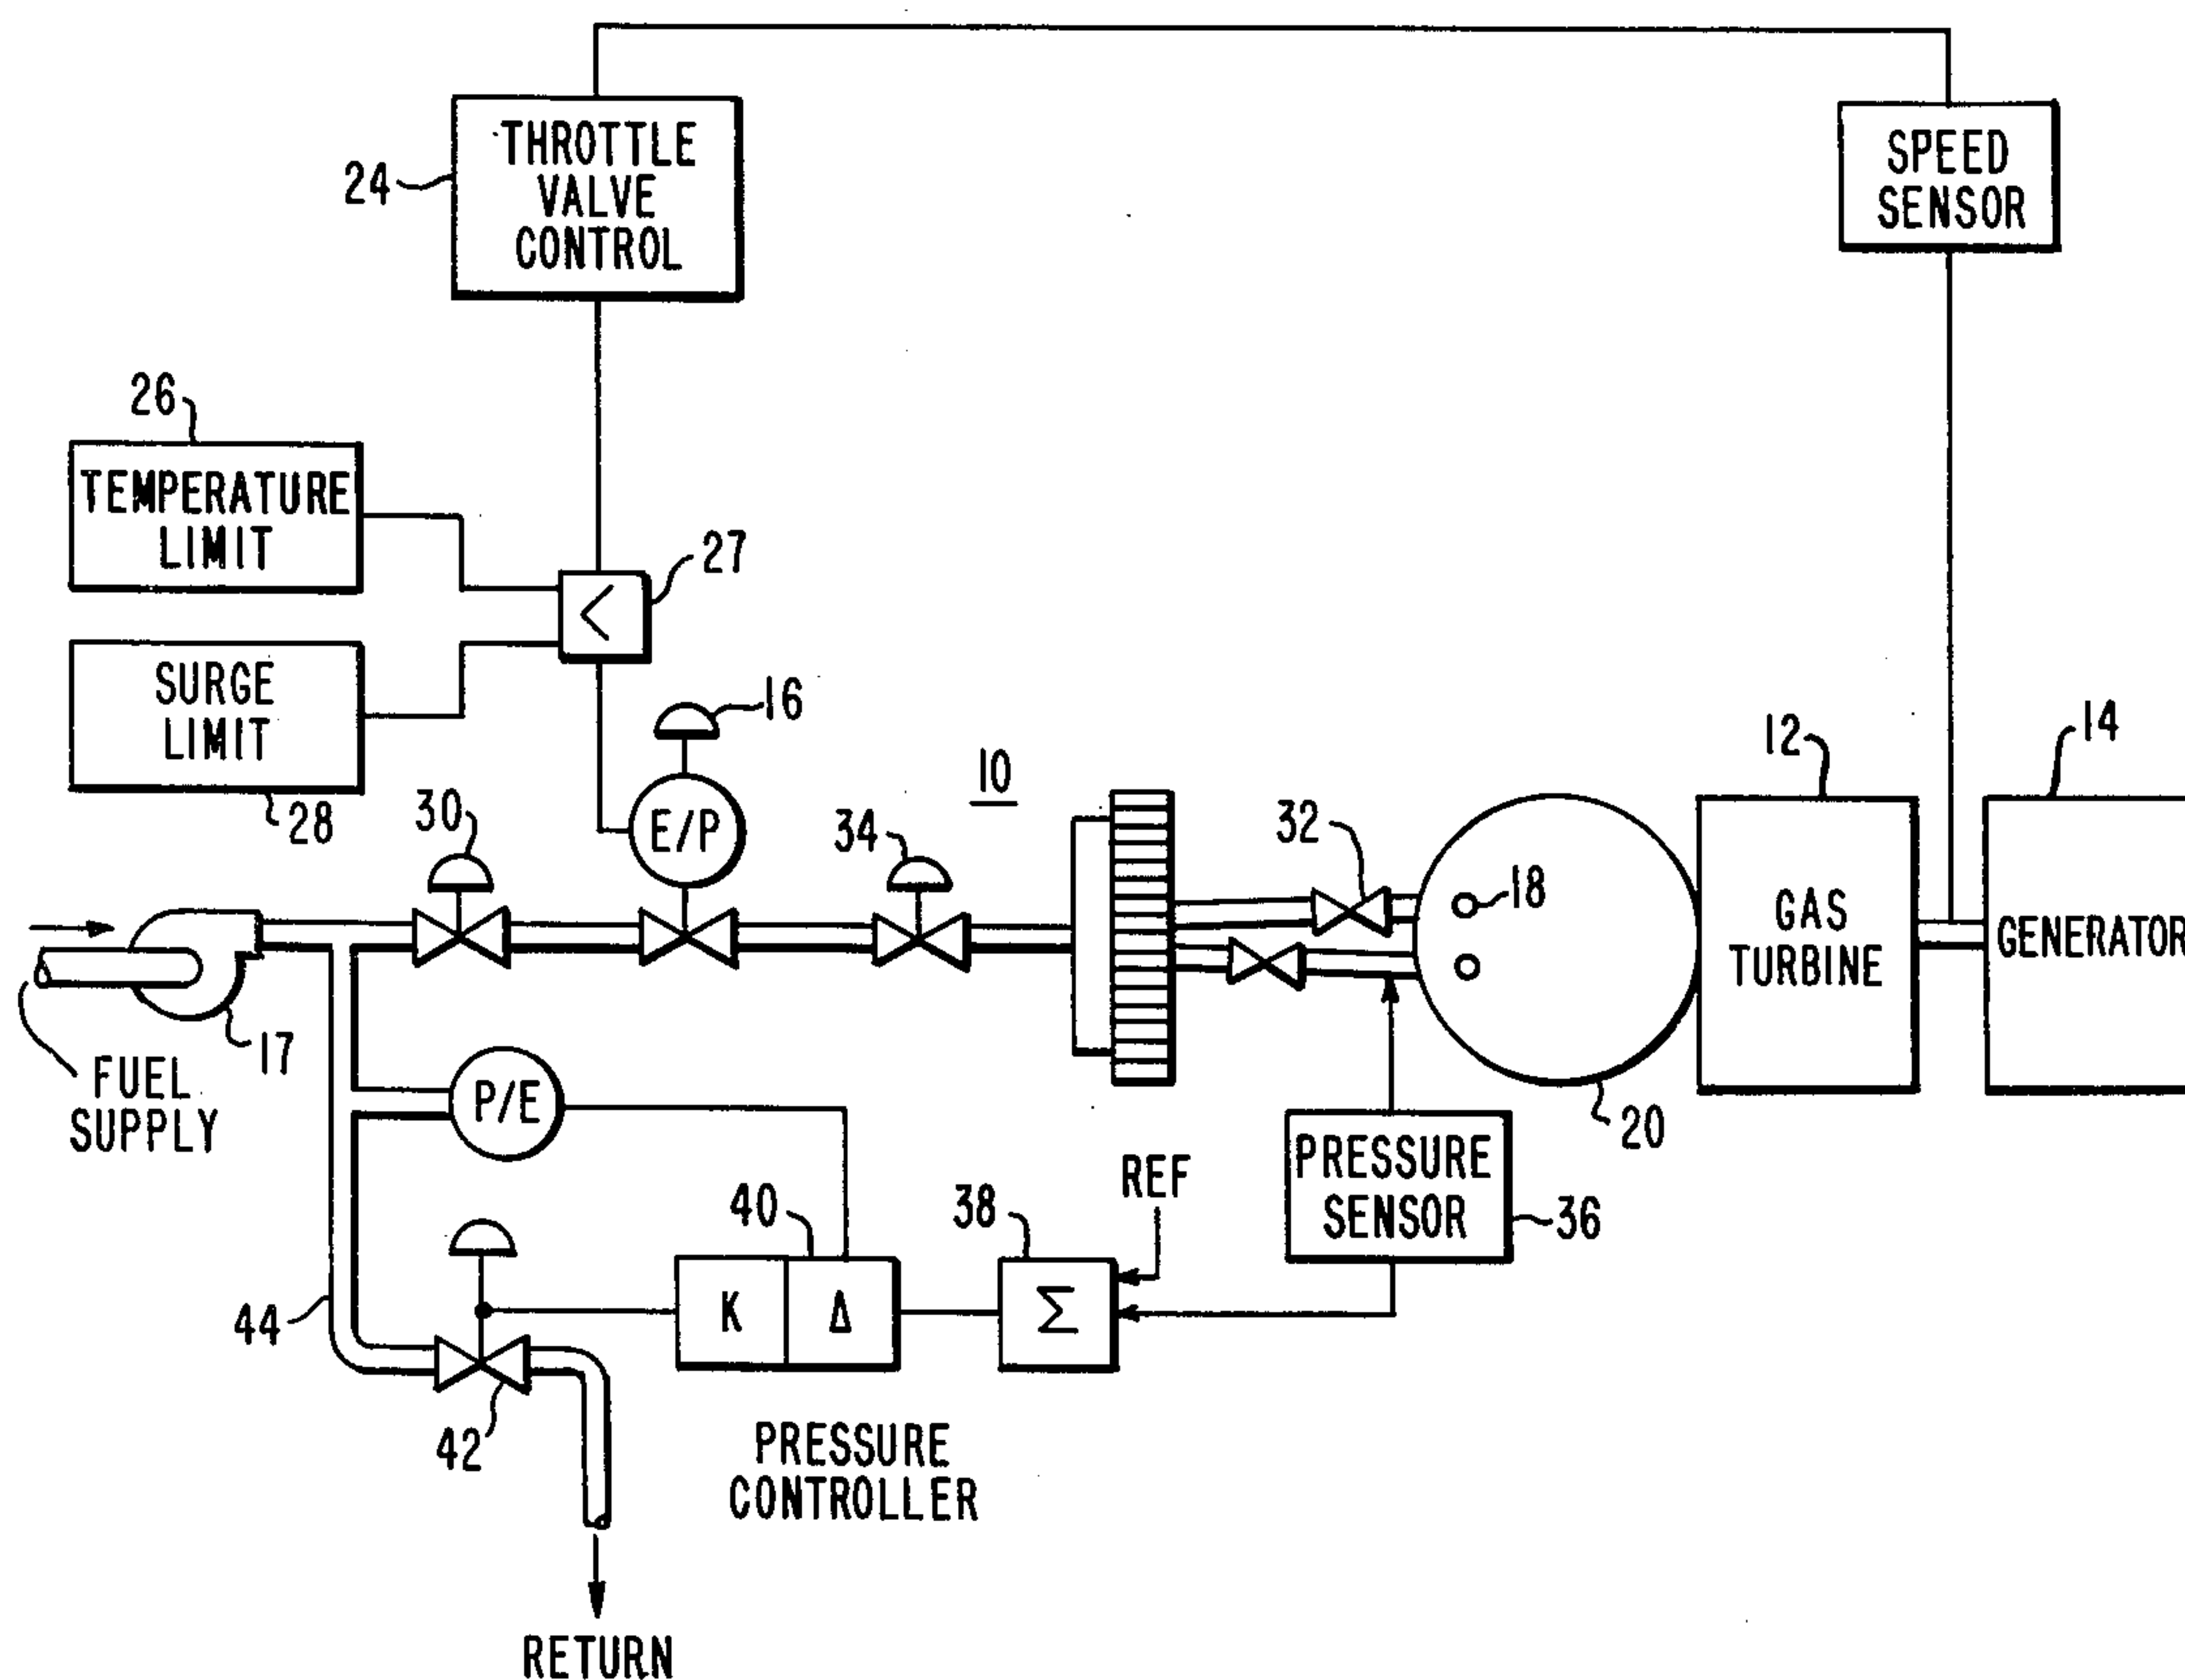 THROTTLE
VALVE
CONTROL
24
SPEED
SENSOR
26
TEMPERATURE
LIMIT
27
<
SURGE
LIMIT
28
16
E/P
30
34
10
32
18
12
14
GAS
TURBINE
GENERATOR
17
FUEL
SUPPLY
P/E
20
PRESSURE
SENSOR
36
REF
40
38
K
Δ
Σ
44
42
PRESSURE
CONTROLLER
RETURN